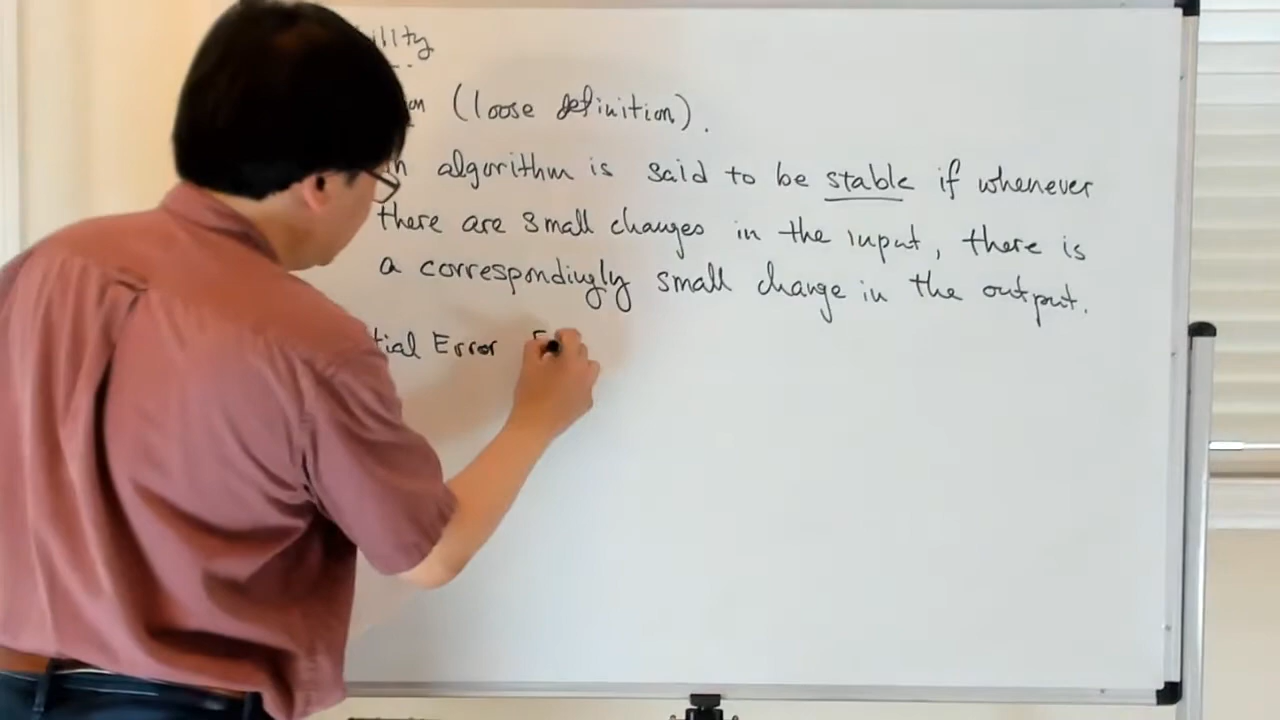 ility
on (loose definition).
n algorithm is said to be stable if whenever
there are small changes in the input, there is
a correspondingly small change in the output.
tial Error